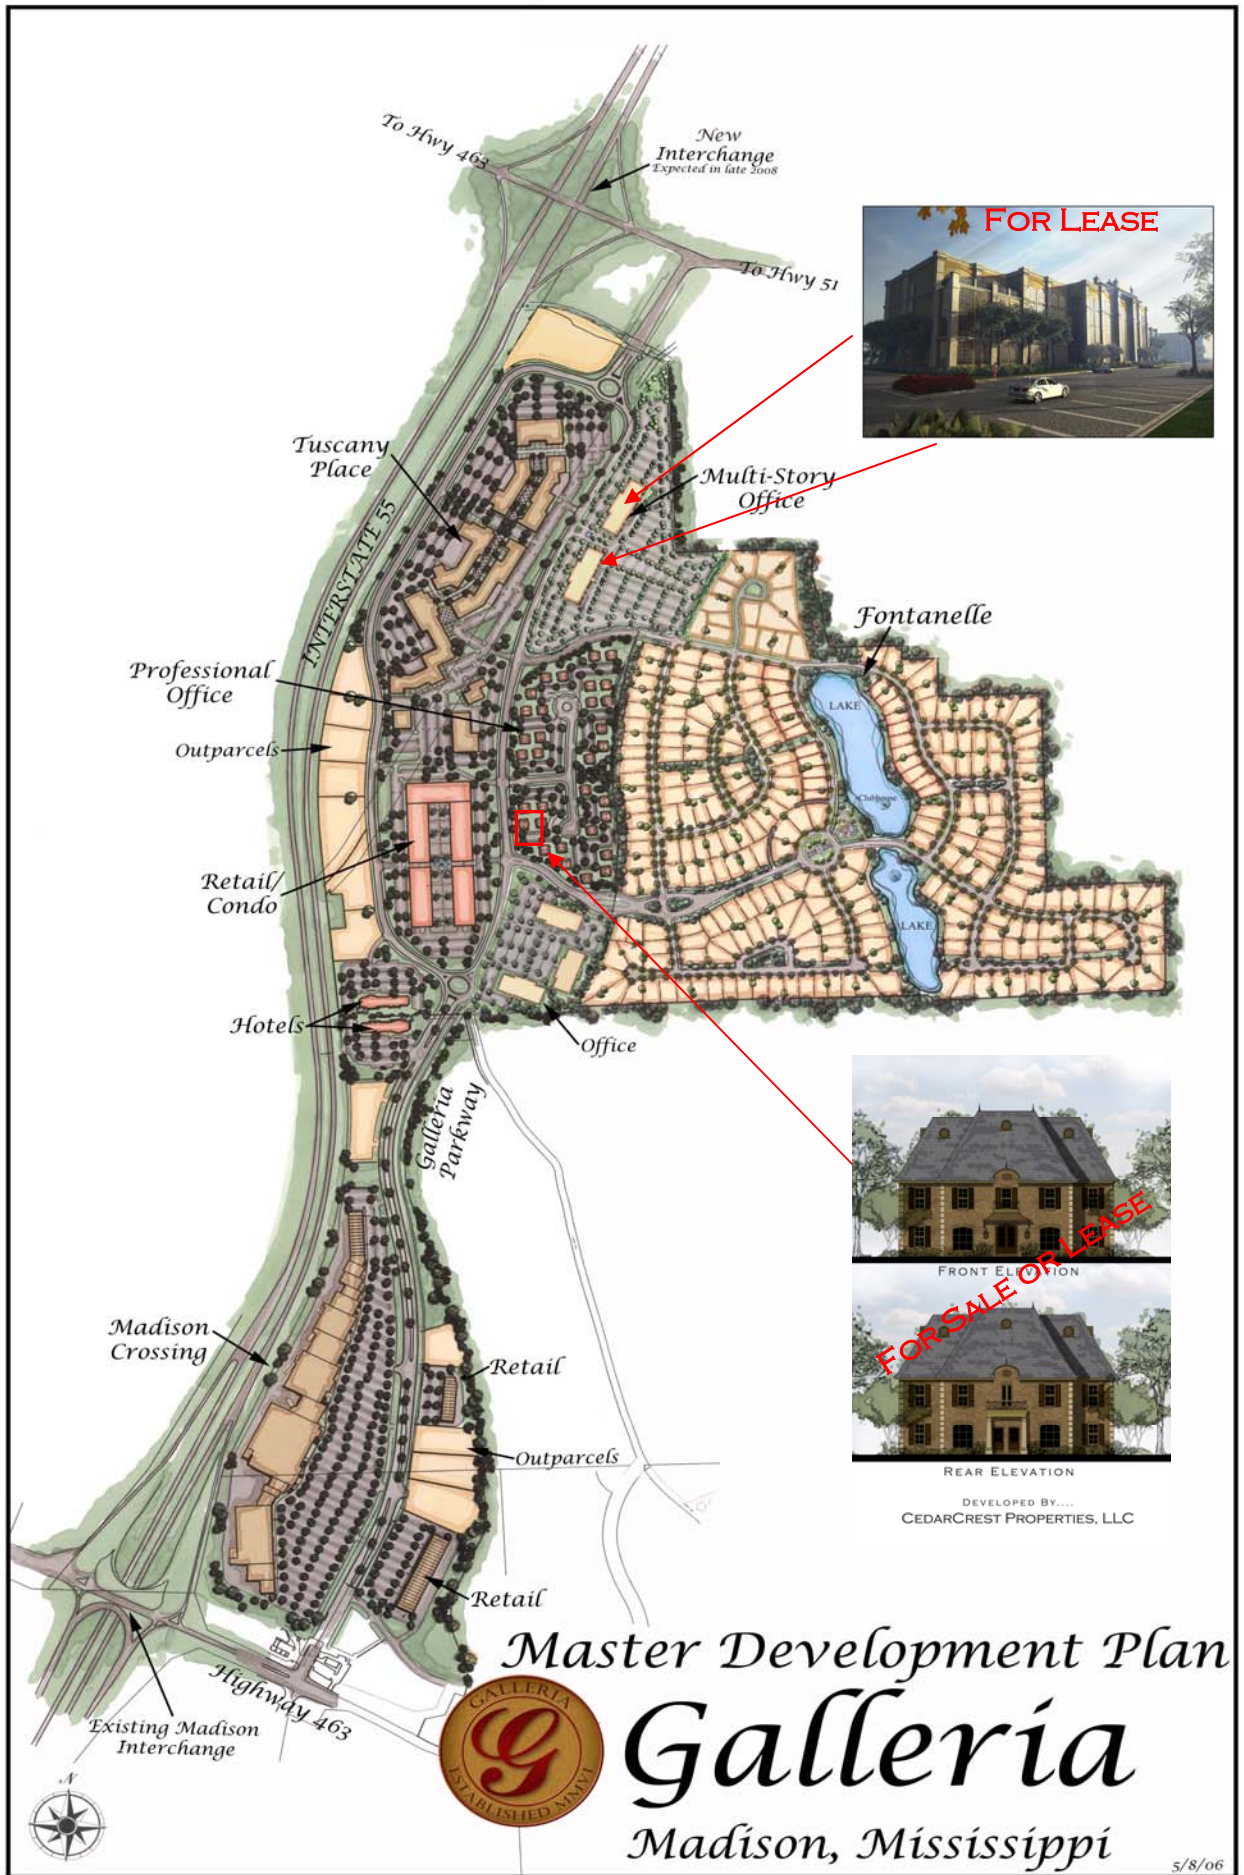 To Hwy 463
New
Interchange
Expected in late 2008
To Hwy 51
FOR LEASE
Tuscany
Place
INTERSTATE 55
Multi-Story
Office
Fontanelle
LAKE
Clubhouse
LAKE
Professional
Office
Outparcels
Retail/
Condo
Hotels
Office
Galleria
Parkway
Madison
Crossing
Retail
Outparcels
Retail
FRONT ELEVATION
FOR SALE OR LEASE
REAR ELEVATION
DEVELOPED BY....
CEDARCREST PROPERTIES, LLC
Highway 463
Existing Madison
Interchange
N
GALLERIA
G
ESTABLISHED MMVI
Master Development Plan
Galleria
Madison, Mississippi
5/8/06